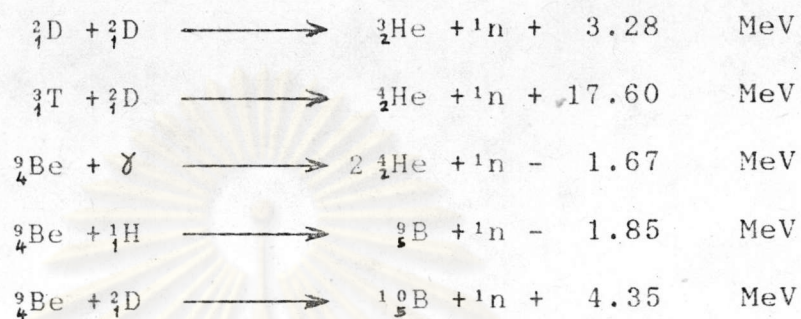 ²₁D + ²₁D ⟶ ³₂He + ¹n + 3.28 MeV
³₁T + ²₁D ⟶ ⁴₂He + ¹n + 17.60 MeV
⁹₄Be + γ ⟶ 2 ⁴₂He + ¹n - 1.67 MeV
⁹₄Be + ¹₁H ⟶ ⁹₅B + ¹n - 1.85 MeV
⁹₄Be + ²₁D ⟶ ¹⁰₅B + ¹n + 4.35 MeV